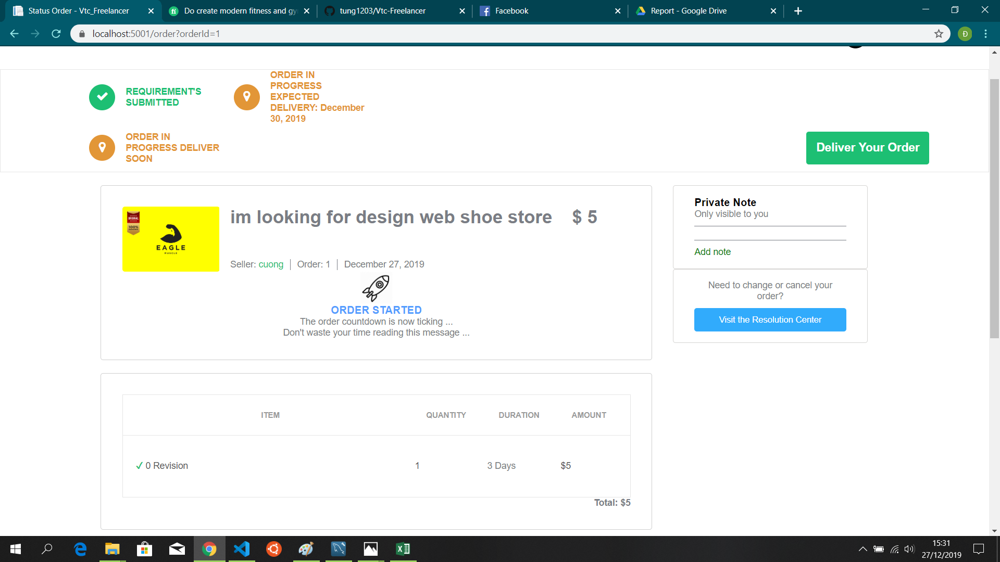 Status Order - Vtc_Freelancer
Do create modern fitness and gy
tung1203/Vtc-Freelancer
Facebook
Report - Google Drive
localhost:5001/order?orderId=1
Đ
REQUIREMENT'S
SUBMITTED
ORDER IN
PROGRESS
EXPECTED
DELIVERY: December
30, 2019
ORDER IN
PROGRESS DELIVER
SOON
Deliver Your Order
ORIGINAL
100%
EAGLE
MUSCLE
im looking for design web shoe store $ 5
Seller: cuong | Order: 1 | December 27, 2019
ORDER STARTED
The order countdown is now ticking ...
Don't waste your time reading this message ...
Private Note
Only visible to you
Add note
Need to change or cancel your
order?
Visit the Resolution Center
ITEM QUANTITY DURATION AMOUNT
✓ 0 Revision 1 3 Days $5
Total: $5
15:31
27/12/2019